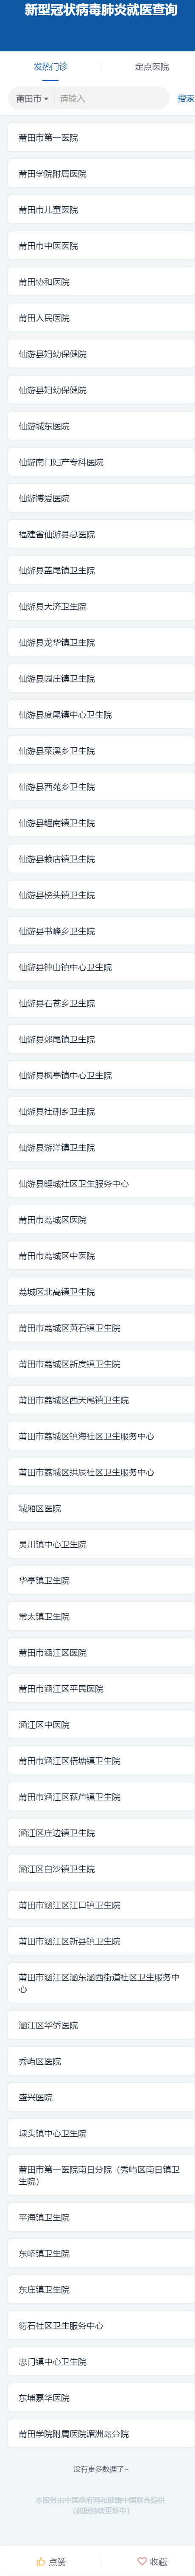 新型冠状病毒肺炎就医查询
发热门诊
定点医院
莆田市
请输入
搜索
莆田市第一医院
莆田学院附属医院
莆田市儿童医院
莆田市中医医院
莆田协和医院
莆田人民医院
仙游县妇幼保健院
仙游县妇幼保健院
仙游城东医院
仙游南门妇产专科医院
仙游博爱医院
福建省仙游县总医院
仙游县盖尾镇卫生院
仙游县大济卫生院
仙游县龙华镇卫生院
仙游县园庄镇卫生院
仙游县度尾镇中心卫生院
仙游县菜溪乡卫生院
仙游县西苑乡卫生院
仙游县鲤南镇卫生院
仙游县赖店镇卫生院
仙游县榜头镇卫生院
仙游县书峰乡卫生院
仙游县钟山镇中心卫生院
仙游县石苍乡卫生院
仙游县郊尾镇卫生院
仙游县枫亭镇中心卫生院
仙游县社硎乡卫生院
仙游县游洋镇卫生院
仙游县鲤城社区卫生服务中心
莆田市荔城区医院
莆田市荔城区中医院
荔城区北高镇卫生院
莆田市荔城区黄石镇卫生院
莆田市荔城区新度镇卫生院
莆田市荔城区西天尾镇卫生院
莆田市荔城区镇海社区卫生服务中心
莆田市荔城区拱辰社区卫生服务中心
城厢区医院
灵川镇中心卫生院
华亭镇卫生院
常太镇卫生院
莆田市涵江区医院
莆田市涵江区平民医院
涵江区中医院
莆田市涵江区梧塘镇卫生院
莆田市涵江区萩芦镇卫生院
涵江区庄边镇卫生院
涵江区白沙镇卫生院
莆田市涵江区江口镇卫生院
莆田市涵江区新县镇卫生院
莆田市涵江区涵东涵西街道社区卫生服务中
心
涵江区华侨医院
秀屿区医院
盛兴医院
埭头镇中心卫生院
莆田市第一医院南日分院（秀屿区南日镇卫
生院）
平海镇卫生院
东峤镇卫生院
东庄镇卫生院
笏石社区卫生服务中心
忠门镇中心卫生院
东埔嘉华医院
莆田学院附属医院湄洲岛分院
没有更多数据了~
本服务由中国政府网和健康中国联合提供
(数据持续更新中)
点赞
收藏